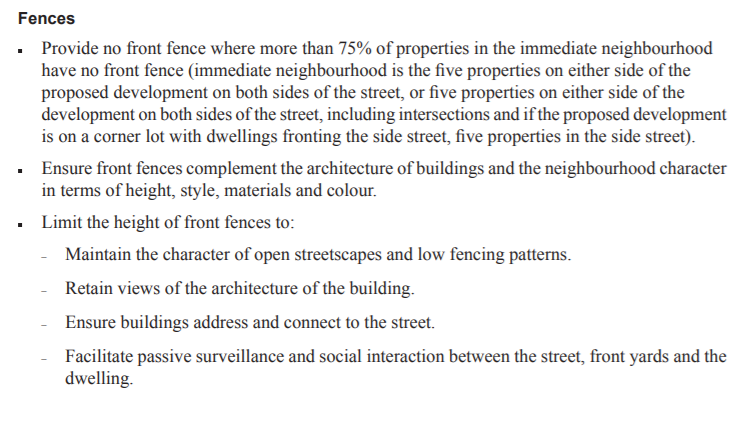 Fences
▪ Provide no front fence where more than 75% of properties in the immediate neighbourhood
have no front fence (immediate neighbourhood is the five properties on either side of the
proposed development on both sides of the street, or five properties on either side of the
development on both sides of the street, including intersections and if the proposed development
is on a corner lot with dwellings fronting the side street, five properties in the side street).
▪ Ensure front fences complement the architecture of buildings and the neighbourhood character
in terms of height, style, materials and colour.
▪ Limit the height of front fences to:
– Maintain the character of open streetscapes and low fencing patterns.
– Retain views of the architecture of the building.
– Ensure buildings address and connect to the street.
– Facilitate passive surveillance and social interaction between the street, front yards and the
dwelling.